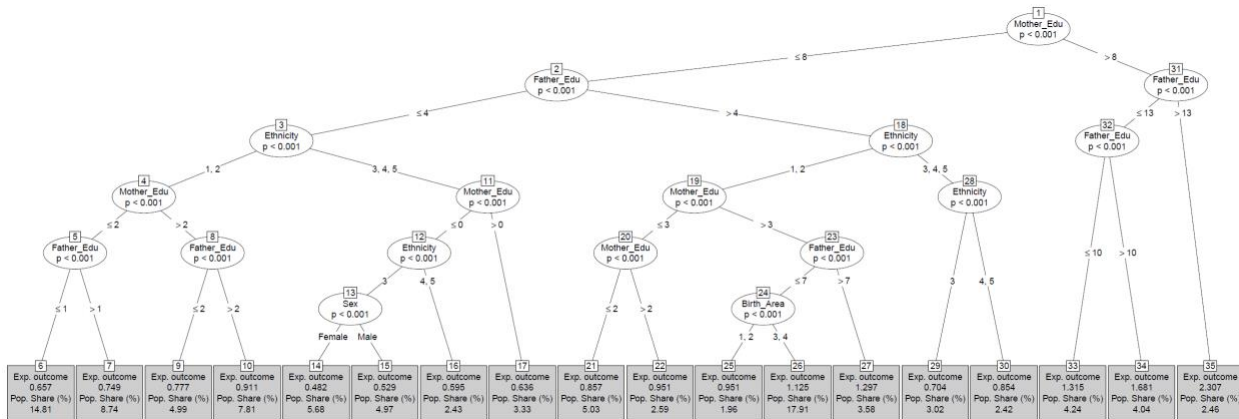 1
Mother_Edu
p < 0.001
≤ 8
> 8
2
Father_Edu
p < 0.001
31
Father_Edu
p < 0.001
≤ 4
> 4
≤ 13
> 13
3
Ethnicity
p < 0.001
18
Ethnicity
p < 0.001
32
Father_Edu
p < 0.001
1, 2
3, 4, 5
1, 2
3, 4, 5
4
Mother_Edu
p < 0.001
11
Mother_Edu
p < 0.001
19
Mother_Edu
p < 0.001
28
Ethnicity
p < 0.001
≤ 2
> 2
≤ 0
> 0
≤ 3
> 3
5
Father_Edu
p < 0.001
8
Father_Edu
p < 0.001
12
Ethnicity
p < 0.001
20
Mother_Edu
p < 0.001
23
Father_Edu
p < 0.001
≤ 10
> 10
3
4, 5
≤ 7
> 7
3
4, 5
13
Sex
p < 0.001
24
Birth_Area
p < 0.001
≤ 1
> 1
≤ 2
> 2
≤ 2
> 2
Female
Male
1, 2
3, 4
6
Exp. outcome
0.657
Pop. Share (%)
14.81
7
Exp. outcome
0.749
Pop. Share (%)
8.74
9
Exp. outcome
0.777
Pop. Share (%)
4.99
10
Exp. outcome
0.911
Pop. Share (%)
7.81
14
Exp. outcome
0.482
Pop. Share (%)
5.68
15
Exp. outcome
0.529
Pop. Share (%)
4.97
16
Exp. outcome
0.595
Pop. Share (%)
2.43
17
Exp. outcome
0.636
Pop. Share (%)
3.33
21
Exp. outcome
0.857
Pop. Share (%)
5.03
22
Exp. outcome
0.951
Pop. Share (%)
2.59
25
Exp. outcome
0.951
Pop. Share (%)
1.96
26
Exp. outcome
1.125
Pop. Share (%)
17.91
27
Exp. outcome
1.297
Pop. Share (%)
3.58
29
Exp. outcome
0.704
Pop. Share (%)
3.02
30
Exp. outcome
0.854
Pop. Share (%)
2.42
33
Exp. outcome
1.315
Pop. Share (%)
4.24
34
Exp. outcome
1.681
Pop. Share (%)
4.04
35
Exp. outcome
2.307
Pop. Share (%)
2.46